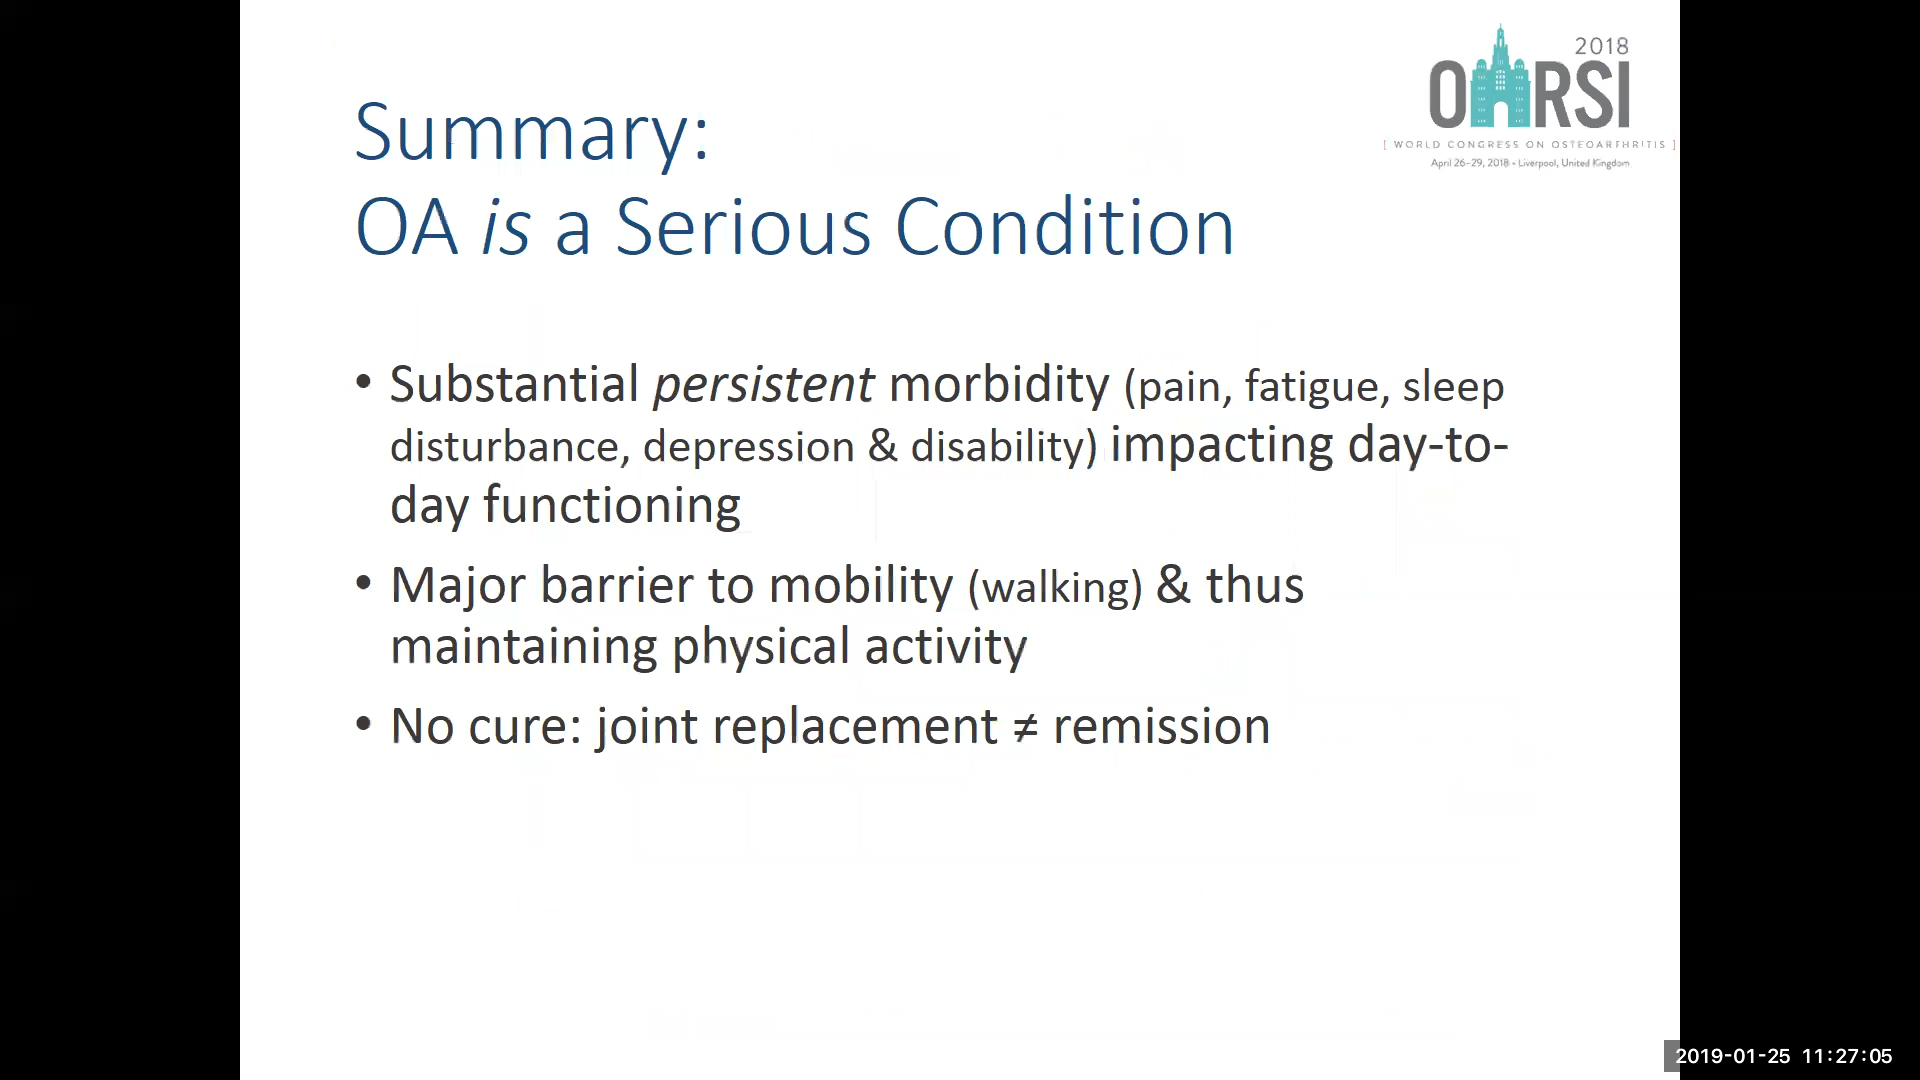 Summary:
OA is a Serious Condition
2018
OARSI
[ WORLD CONGRESS ON OSTEOARTHRITIS ]
April 26–29, 2018 • Liverpool, United Kingdom
• Substantial persistent morbidity (pain, fatigue, sleep
disturbance, depression & disability) impacting day-to-
day functioning
• Major barrier to mobility (walking) & thus
maintaining physical activity
• No cure: joint replacement ≠ remission
2019-01-25 11:27:05